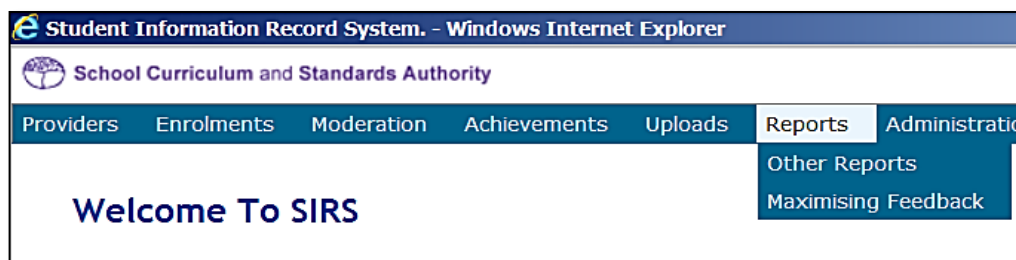 Student Information Record System. - Windows Internet Explorer
School Curriculum and Standards Authority
Providers Enrolments Moderation Achievements Uploads Reports Administratio
Other Reports
Maximising Feedback
Welcome To SIRS